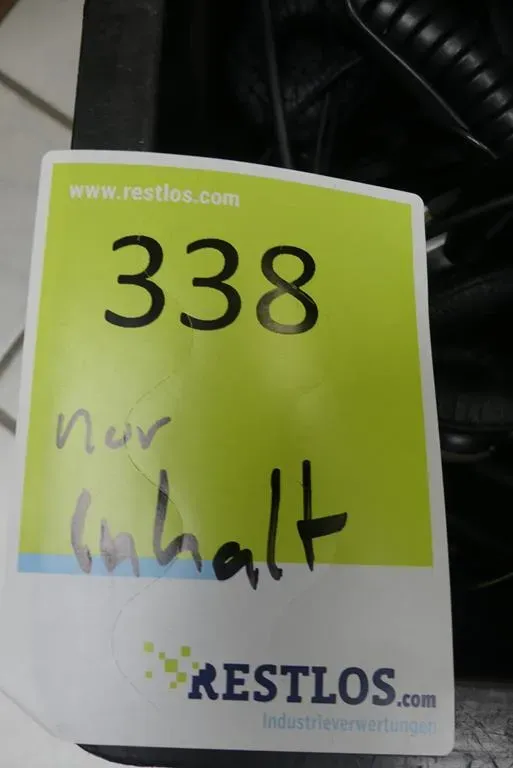 www.restlos.com
338
nur
Inhalt
RESTLOS.com
Industrieverwertungen